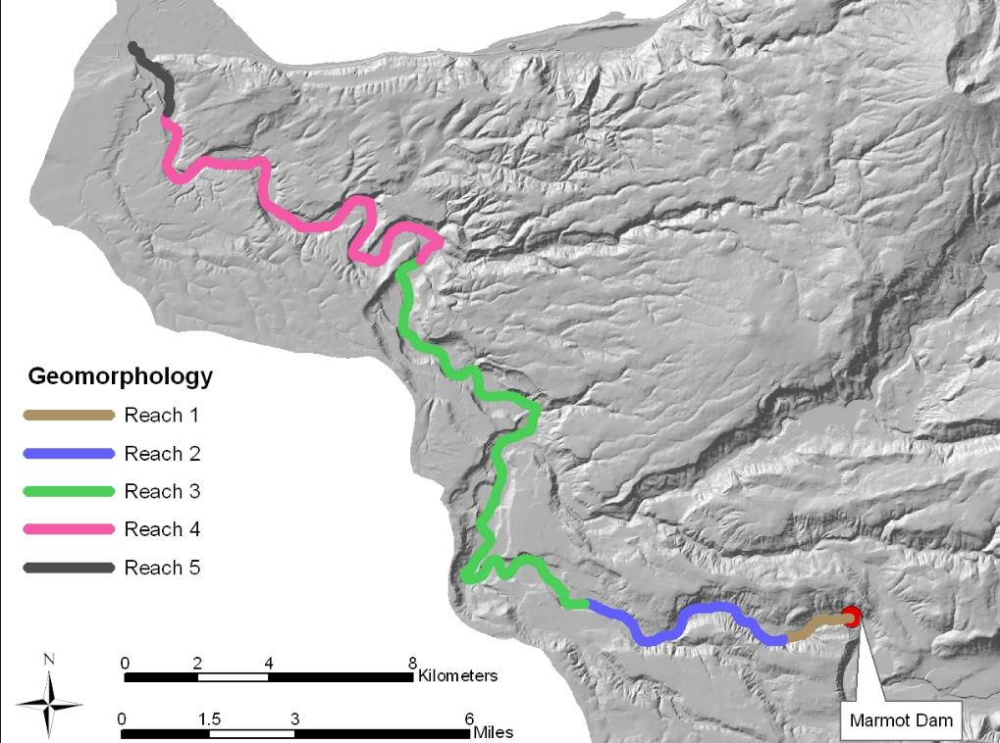 Geomorphology
Reach 1
Reach 2
Reach 3
Reach 4
Reach 5
N
0 2 4 8
Kilometers
0 1.5 3 6
Miles
Marmot Dam